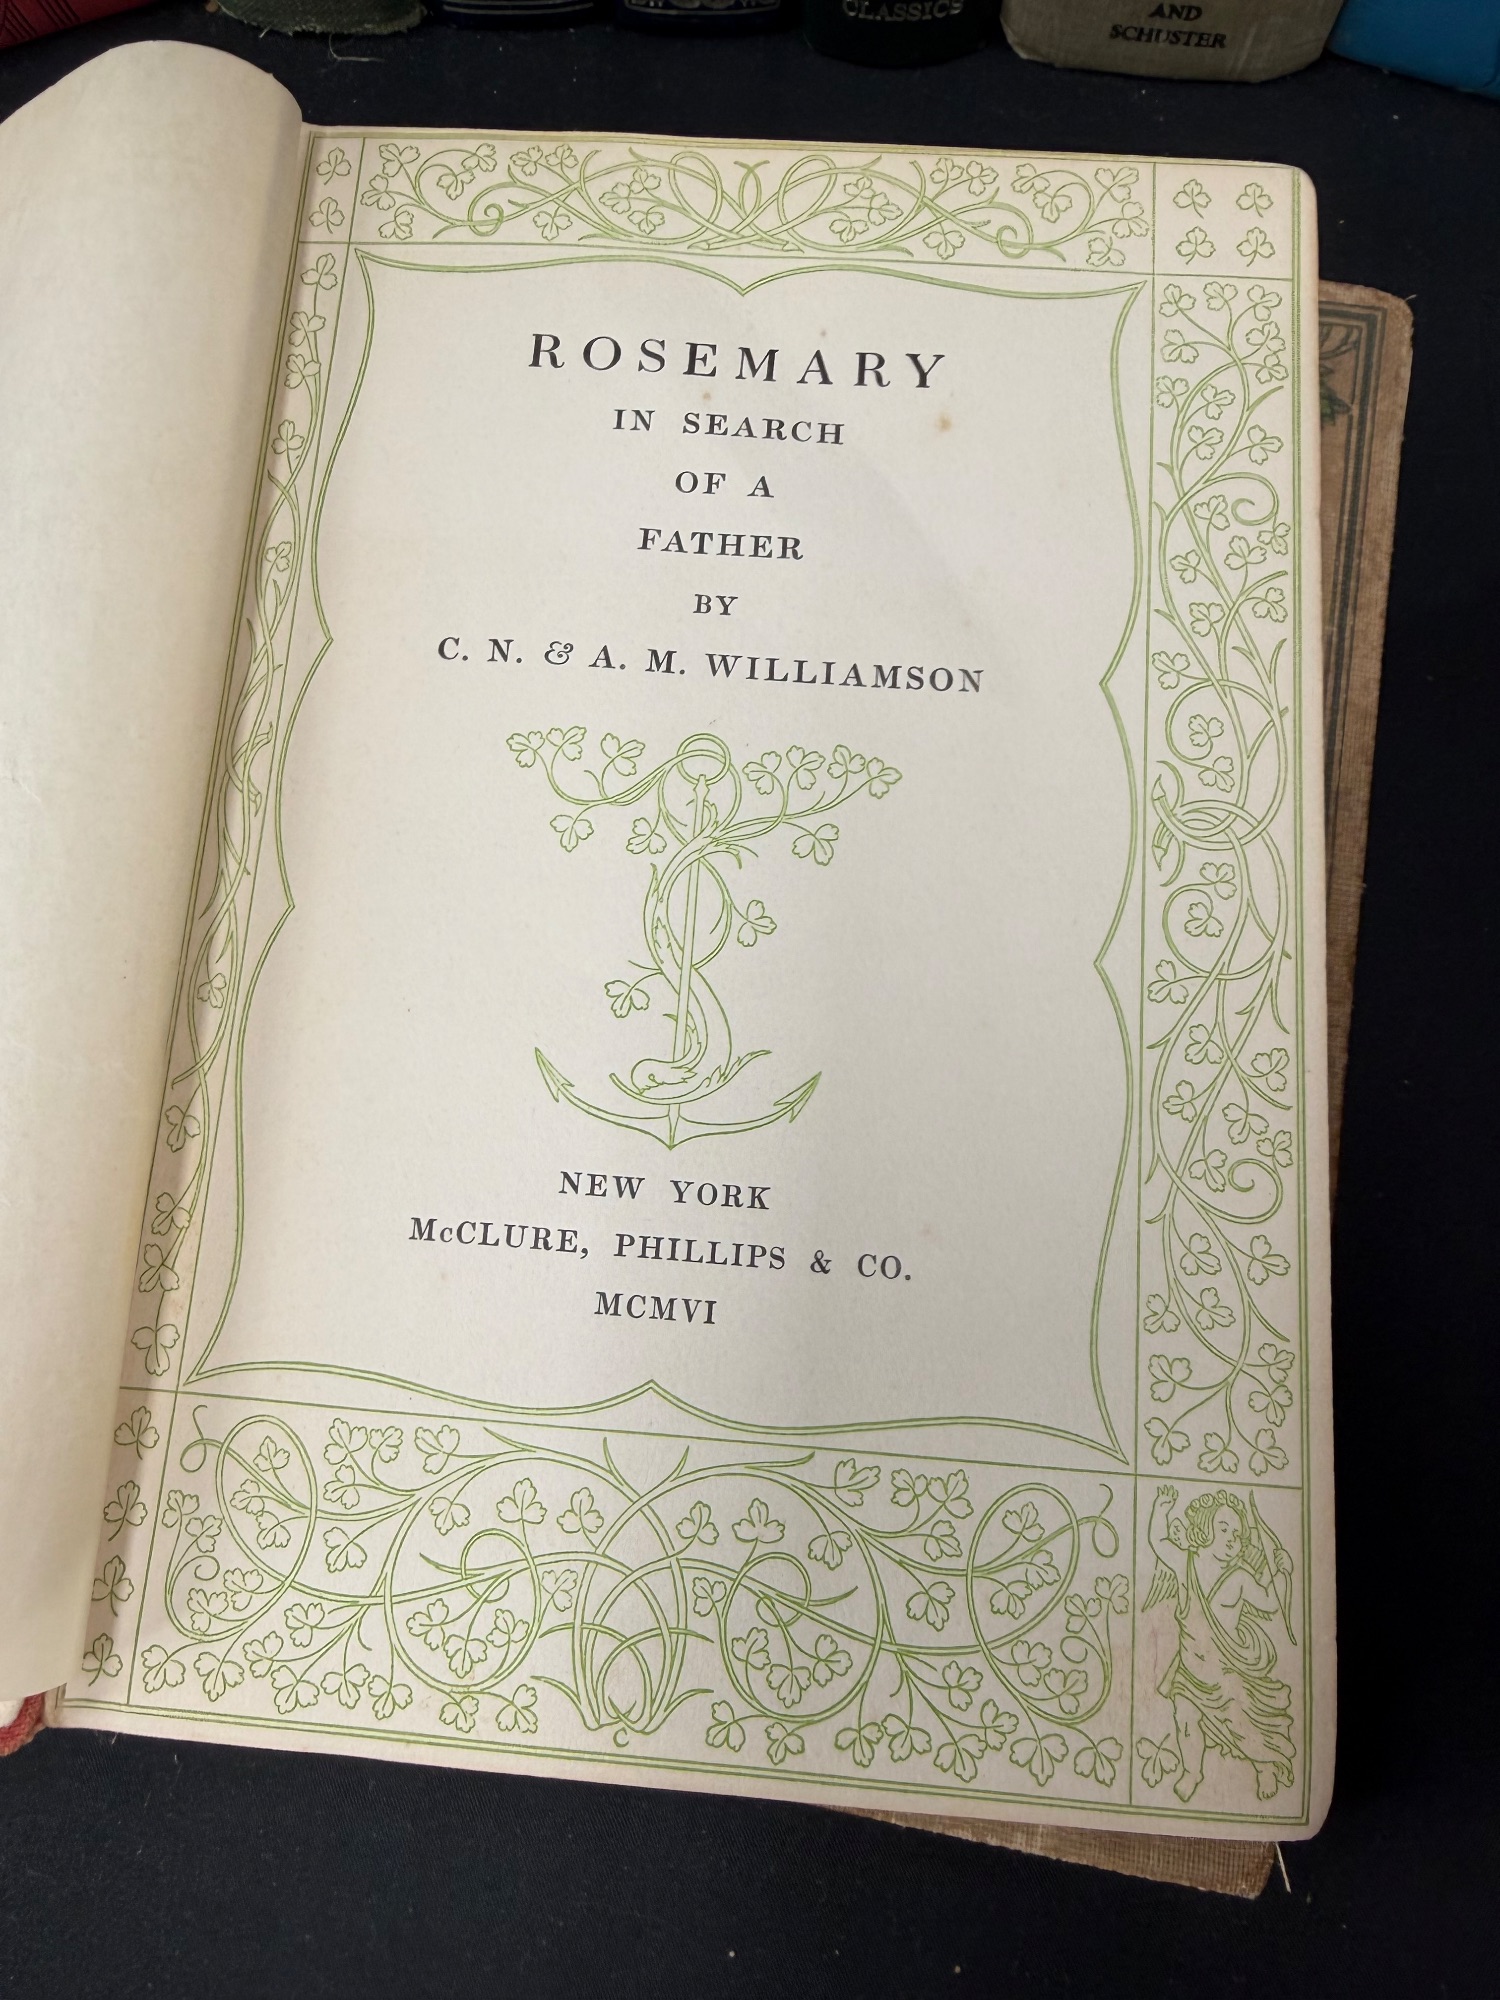 CLASSICS
AND
SCHUSTER
ROSEMARY
IN SEARCH
OF A
FATHER
BY
C. N. & A. M. WILLIAMSON
NEW YORK
McCLURE, PHILLIPS & CO.
MCMVI
C